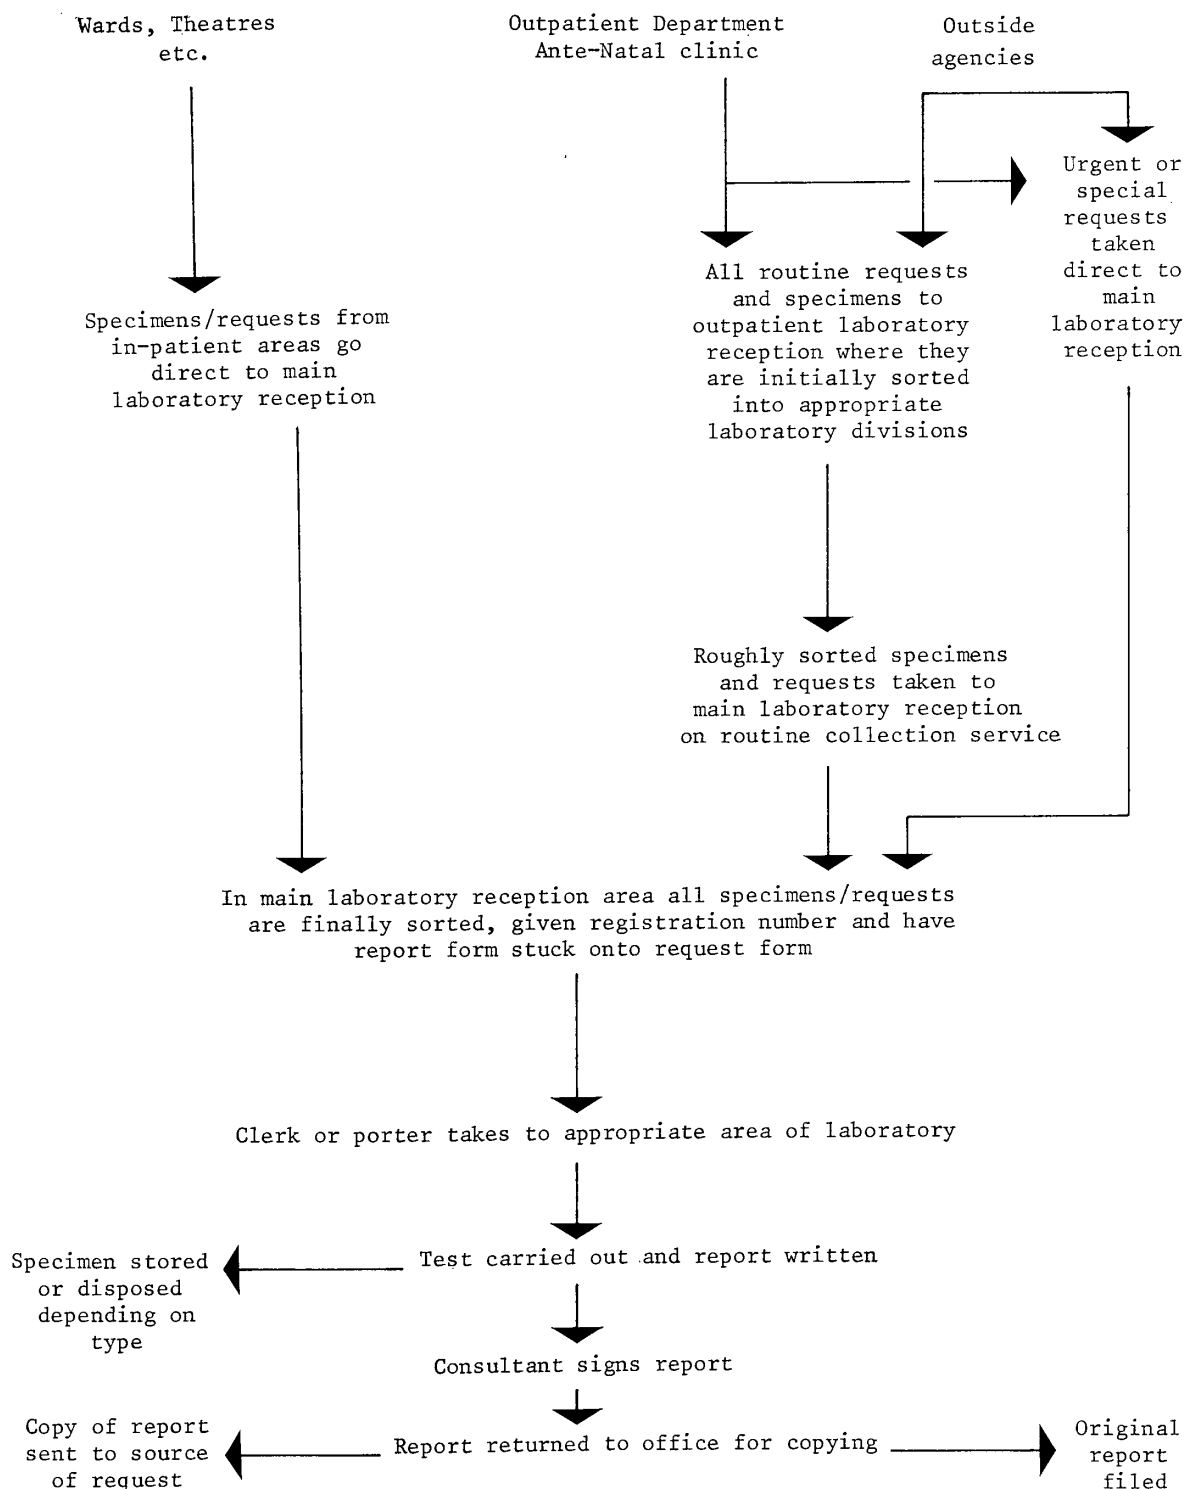 Wards, Theatres
etc.
Outpatient Department
Ante-Natal clinic
Outside
agencies
Urgent or
special
requests
taken
direct to
main
laboratory
reception
All routine requests
and specimens to
outpatient laboratory
reception where they
are initially sorted
into appropriate
laboratory divisions
Specimens/requests from
in-patient areas go
direct to main
laboratory reception
Roughly sorted specimens
and requests taken to
main laboratory reception
on routine collection service
In main laboratory reception area all specimens/requests
are finally sorted, given registration number and have
report form stuck onto request form
Clerk or porter takes to appropriate area of laboratory
Test carried out and report written
Specimen stored
or disposed
depending on
type
Consultant signs report
Report returned to office for copying
Copy of report
sent to source
of request
Original
report
filed